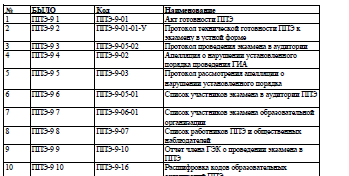 № БЫЛО Код Наименование
1 ППЭ-9 1 ППЭ-9-01 Акт готовности ППЭ
2 ППЭ-9 2 ППЭ-9-01-01-У Протокол технической готовности ППЭ к
экзамену в устной форме
3 ППЭ-9 3 ППЭ-9-05-02 Протокол проведения экзамена в аудитории
4 ППЭ-9 4 ППЭ-9-02 Апелляция о нарушении установленного
порядка проведения ГИА
5 ППЭ-9 5 ППЭ-9-03 Протокол рассмотрения апелляции о
нарушении установленного порядка
6 ППЭ-9 6 ППЭ-9-05-01 Список участников экзамена в аудитории ППЭ
7 ППЭ-9 7 ППЭ-9-06-01 Список участников экзамена образовательной
организации
8 ППЭ-9 8 ППЭ-9-07 Список работников ППЭ и общественных
наблюдателей
9 ППЭ-9 9 ППЭ-9-10 Отчет члена ГЭК о проведении экзамена в
ППЭ
10 ППЭ-9 10 ППЭ-9-16 Расшифровка кодов образовательных